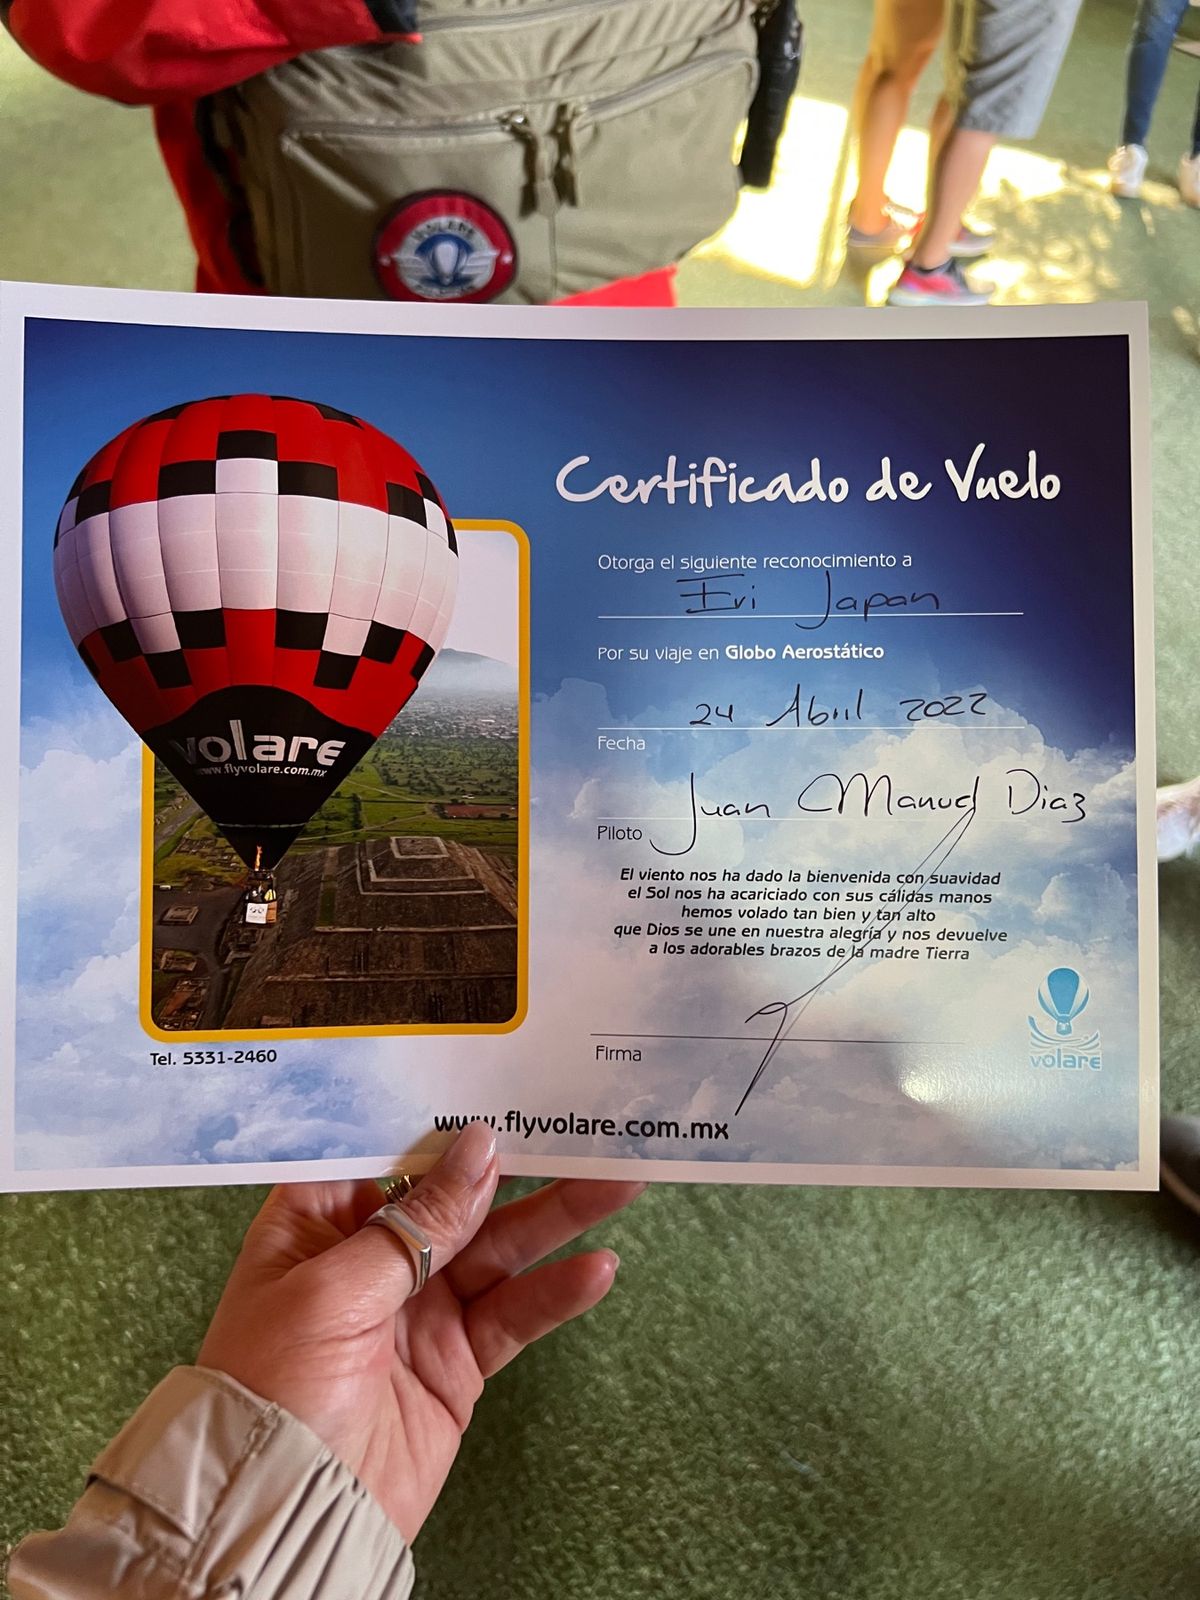 VOLARE
Certificado de Vuelo
Otorga el siguiente reconocimiento a
Eri Japan
Por su viaje en Globo Aerostático
24 Abril 2022
Fecha
Juan Manuel Diaz
Piloto
El viento nos ha dado la bienvenida con suavidad
el Sol nos ha acariciado con sus cálidas manos
hemos volado tan bien y tan alto
que Dios se une en nuestra alegría y nos devuelve
a los adorables brazos de la madre Tierra
Firma
volare
volare
www.flyvolare.com.mx
Tel. 5331-2460
www.flyvolare.com.mx